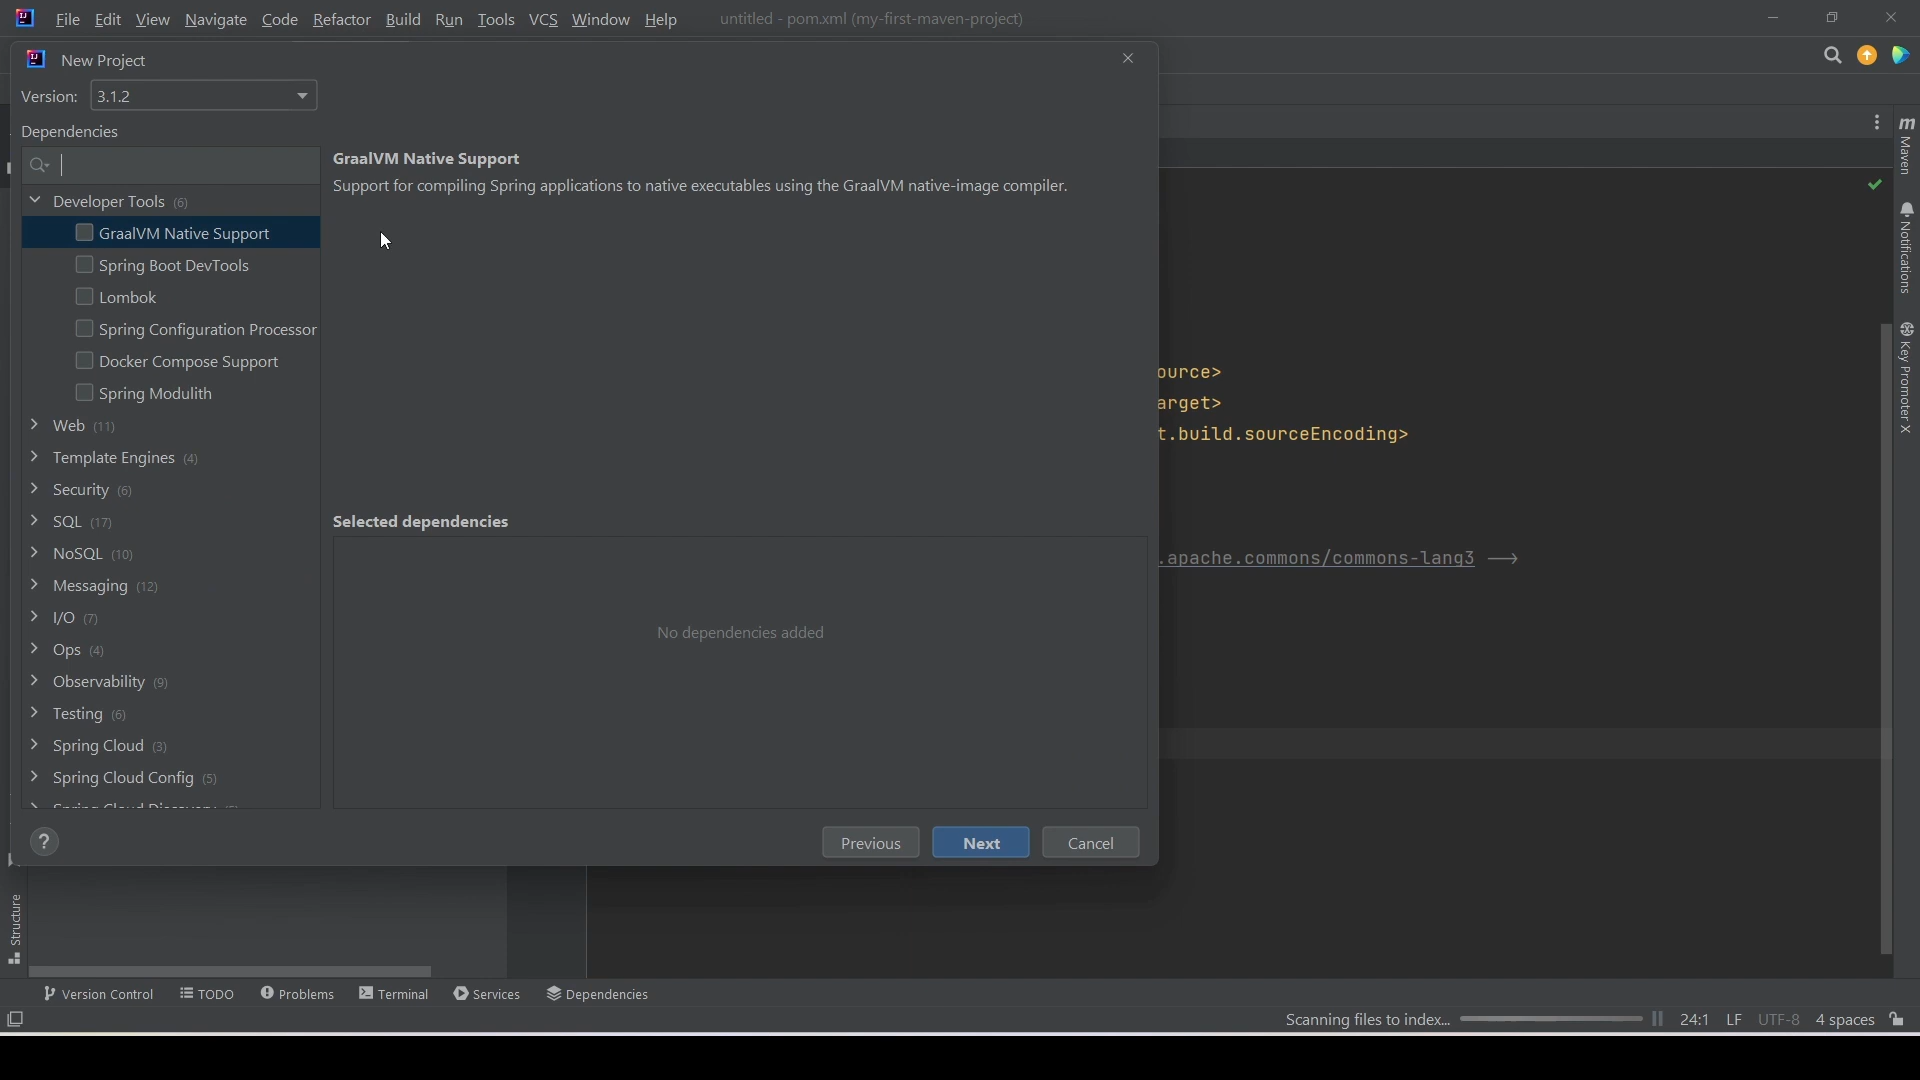 File Edit View Navigate Code Refactor Build Run Tools VCS Window Help untitled - pom.xml (my-first-maven-project)
New Project
Version: 3.1.2
Dependencies
GraalVM Native Support
Support for compiling Spring applications to native executables using the GraalVM native-image compiler.
Developer Tools (6)
GraalVM Native Support
Spring Boot DevTools
Lombok
Spring Configuration Processor
Docker Compose Support
Spring Modulith
Web (11)
Template Engines (4)
Security (6)
SQL (17)
NoSQL (10)
Messaging (12)
I/O (7)
Ops (4)
Observability (9)
Testing (6)
Spring Cloud (3)
Spring Cloud Config (5)
Selected dependencies
No dependencies added
? Previous Next Cancel
ource>
arget>
t.build.sourceEncoding>
.apache.commons/commons-lang3 -->
m Maven
Notifications
Key Promoter X
Structure
Version Control TODO Problems Terminal Services Dependencies
Scanning files to index... 24:1 LF UTF-8 4 spaces